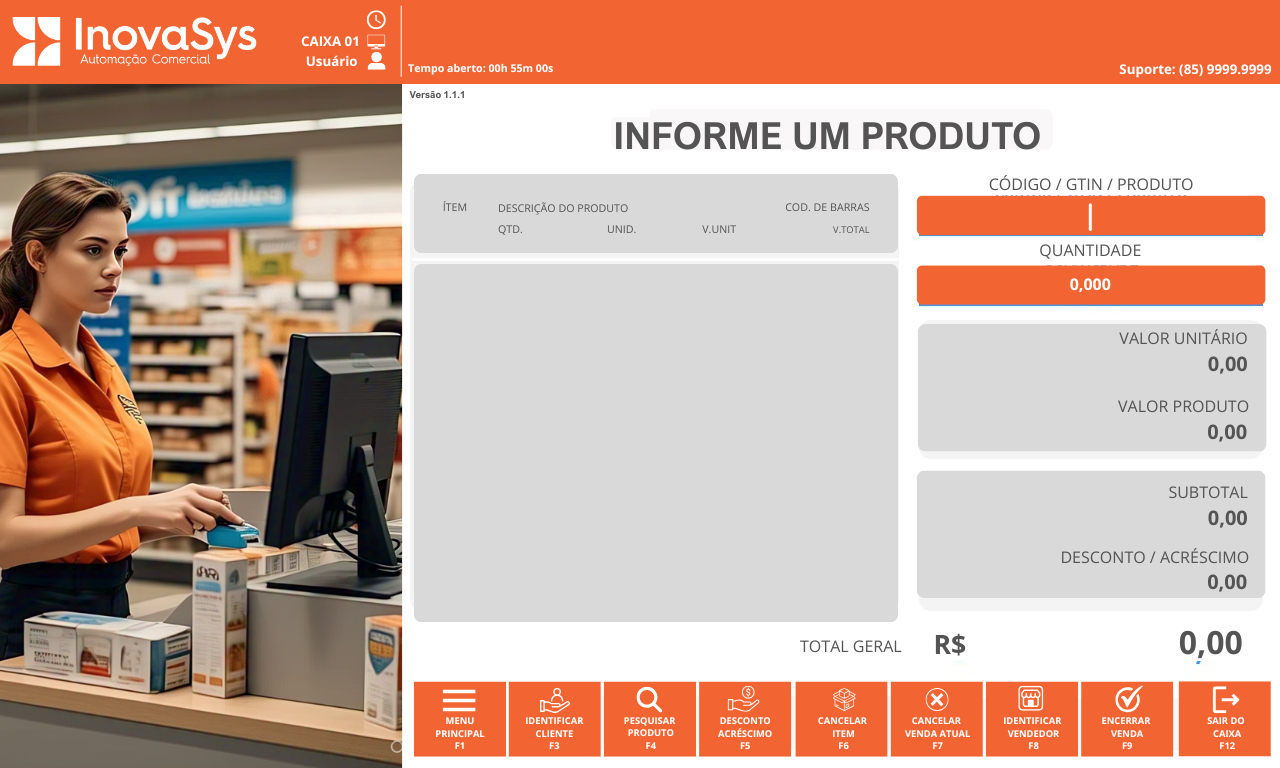 InovaSys
Automação Comercial
CAIXA 01
Usuário
Tempo aberto: 00h 55m 00s
Suporte: (85) 9999.9999
Versão 1.1.1
INFORME UM PRODUTO
ÍTEM DESCRIÇÃO DO PRODUTO COD. DE BARRAS
QTD. UNID. V.UNIT V.TOTAL
CÓDIGO / GTIN / PRODUTO
QUANTIDADE
0,000
VALOR UNITÁRIO
0,00
VALOR PRODUTO
0,00
SUBTOTAL
0,00
DESCONTO / ACRÉSCIMO
0,00
TOTAL GERAL R$ 0,00
MENU
PRINCIPAL
F1
IDENTIFICAR
CLIENTE
F3
PESQUISAR
PRODUTO
F4
DESCONTO
ACRÉSCIMO
F5
CANCELAR
ITEM
F6
CANCELAR
VENDA ATUAL
F7
IDENTIFICAR
VENDEDOR
F8
ENCERRAR
VENDA
F9
SAIR DO
CAIXA
F12